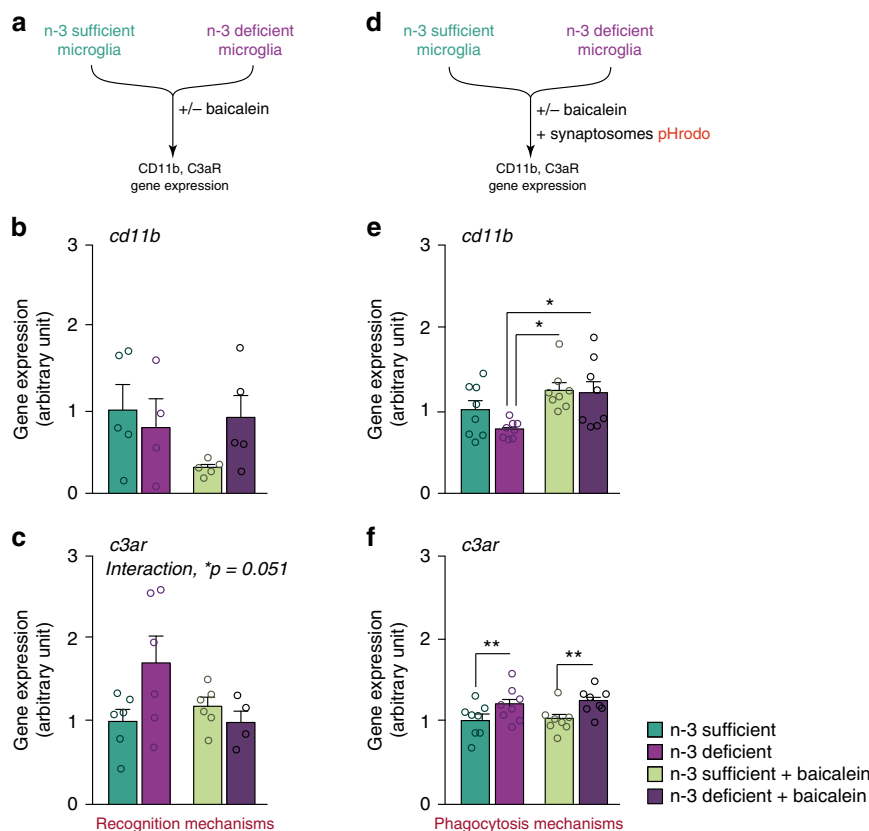 a
n-3 sufficient
microglia
n-3 deficient
microglia
+/– baicalein
CD11b, C3aR
gene expression
d
n-3 sufficient
microglia
n-3 deficient
microglia
+/– baicalein
+ synaptosomes pHrodo
CD11b, C3aR
gene expression
b
cd11b
Gene expression
(arbitrary unit)
3
2
1
0
e
cd11b
Gene expression
(arbitrary unit)
3
2
1
0
*
*
c
c3ar
Interaction, *p = 0.051
Gene expression
(arbitrary unit)
3
2
1
0
Recognition mechanisms
f
c3ar
Gene expression
(arbitrary unit)
3
2
1
0
**
**
Phagocytosis mechanisms
n-3 sufficient
n-3 deficient
n-3 sufficient + baicalein
n-3 deficient + baicalein